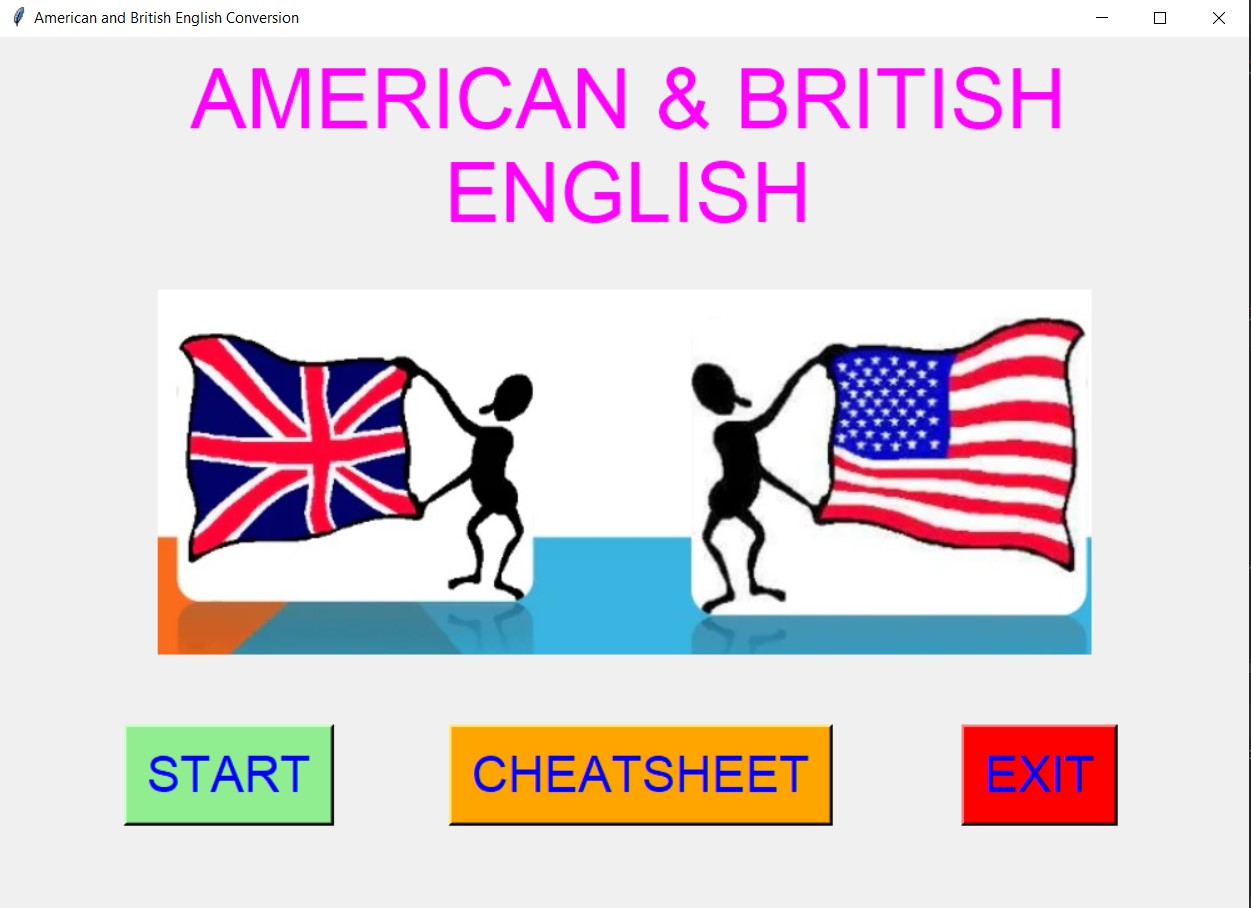 American and British English Conversion
AMERICAN & BRITISH
ENGLISH
START
CHEATSHEET
EXIT